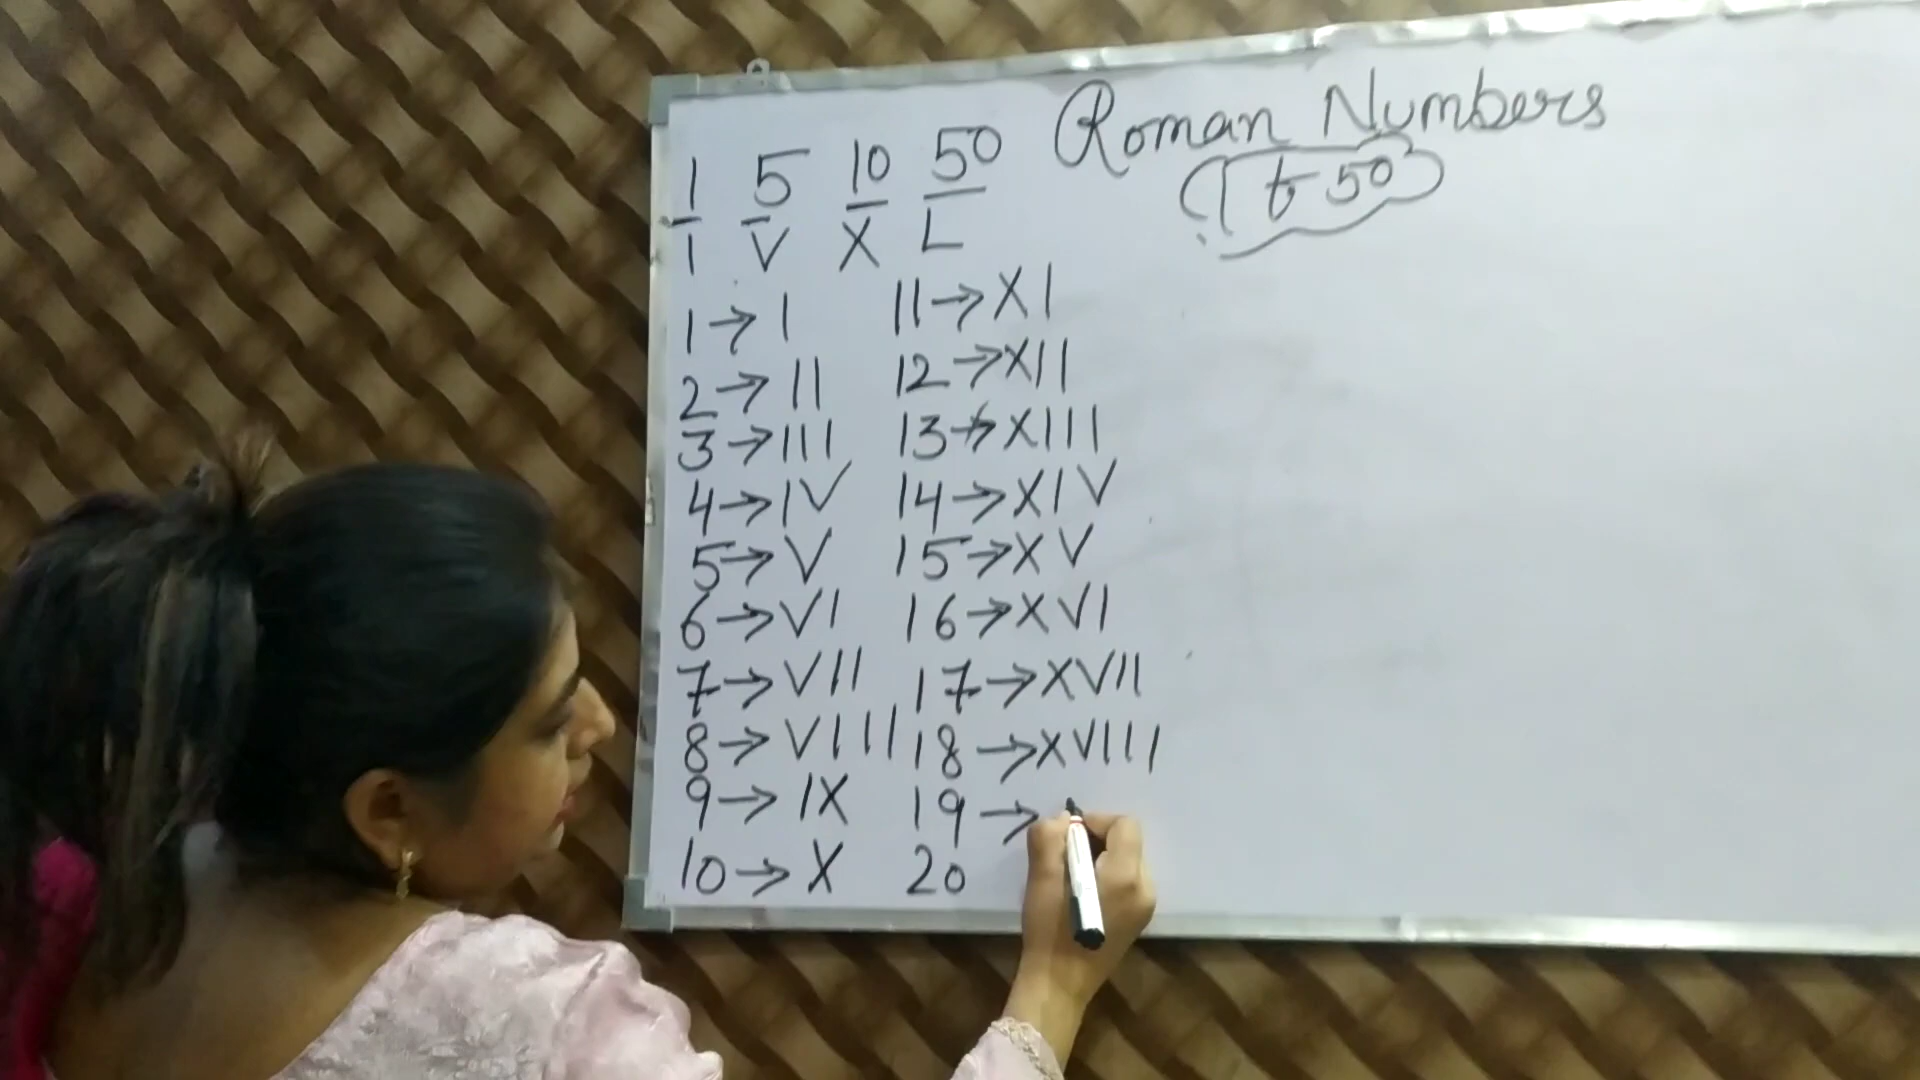 Roman Numbers
1 to 50
1 5 10 50
1 V X L
1 → I
2 → II
3 → III
4 → IV
5 → V
6 → VI
7 → VII
8 → VIII
9 → IX
10 → X
11 → XI
12 → XII
13 → XIII
14 → XIV
15 → XV
16 → XVI
17 → XVII
18 → XVIII
19 →
20